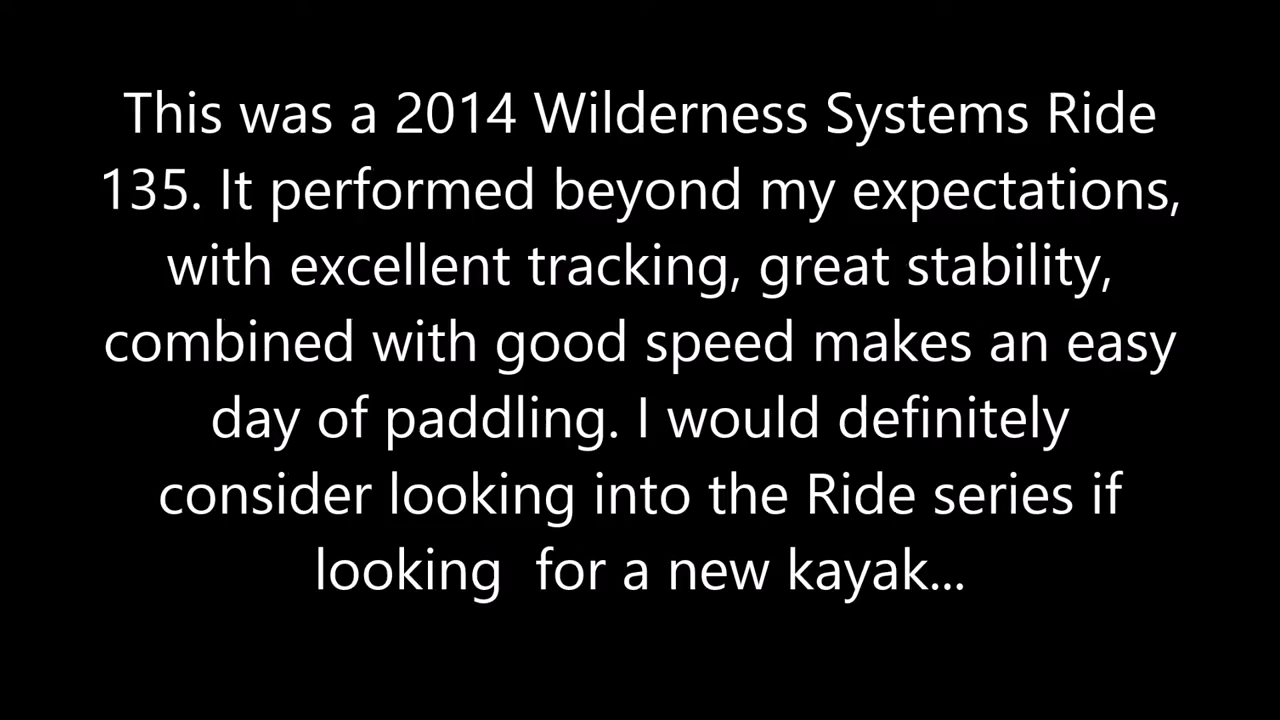 This was a 2014 Wilderness Systems Ride
135. It performed beyond my expectations,
with excellent tracking, great stability,
combined with good speed makes an easy
day of paddling. I would definitely
consider looking into the Ride series if
looking  for a new kayak...